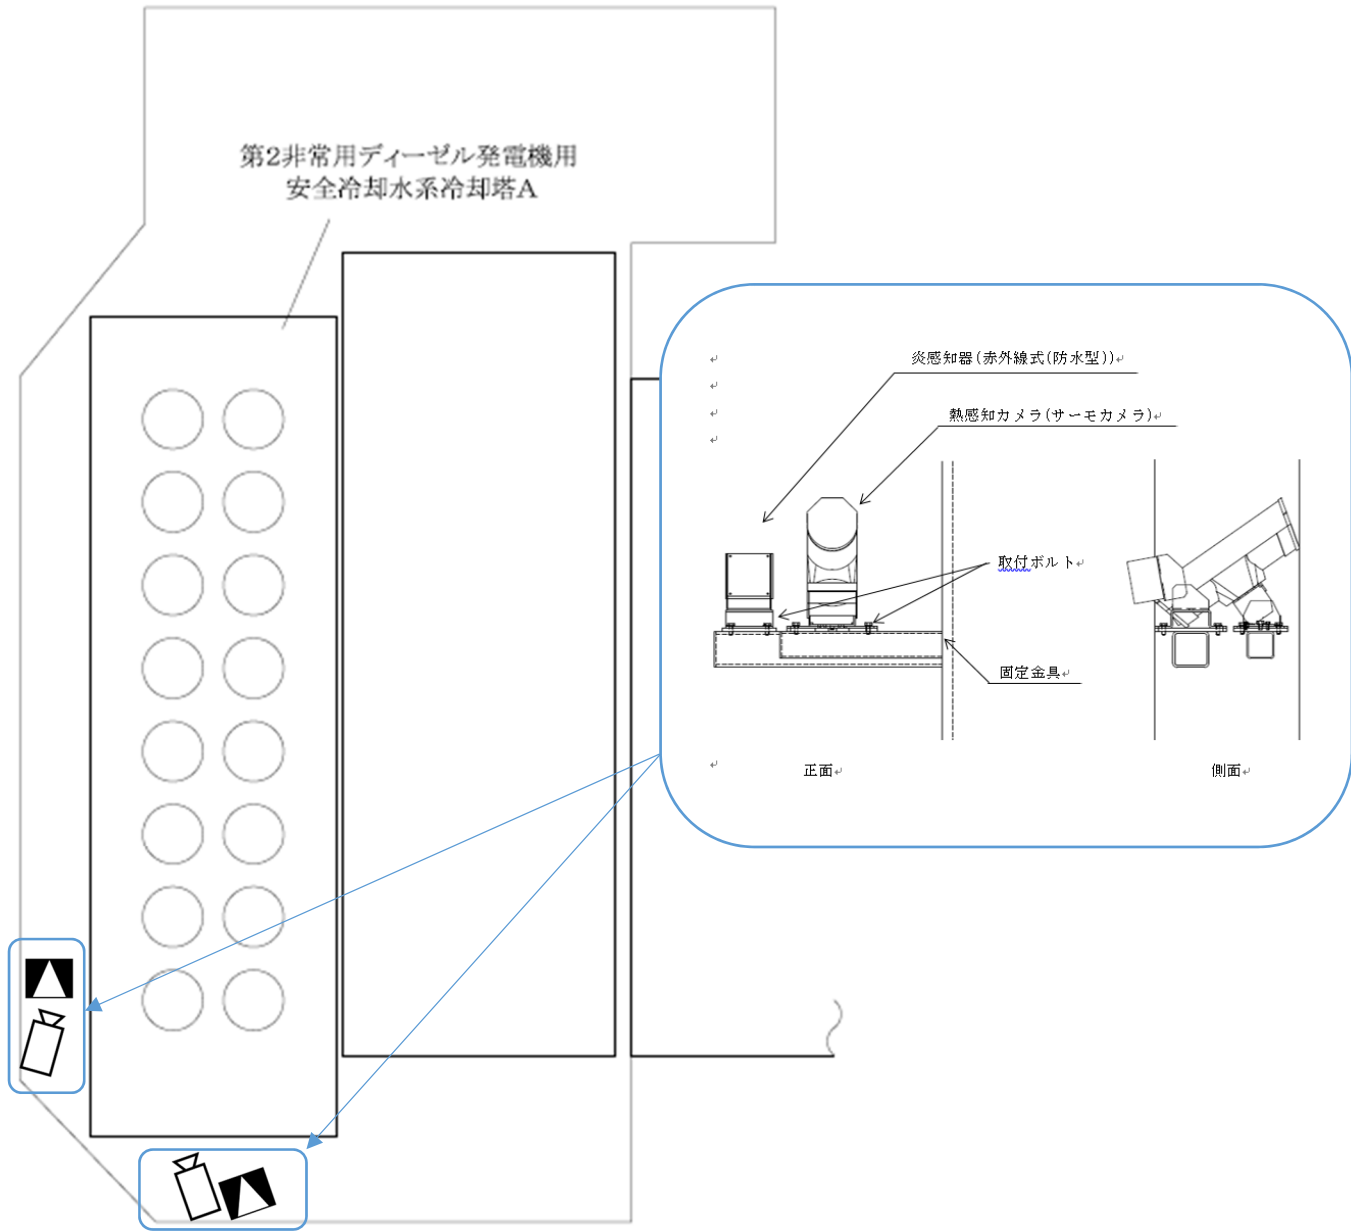 第2非常用ディーゼル発電機用
安全冷却水系冷却塔A
炎感知器(赤外線式(防水型))↵
熱感知カメラ(サーモカメラ)↵
取付ボルト↵
固定金具↵
正面↵
側面↵